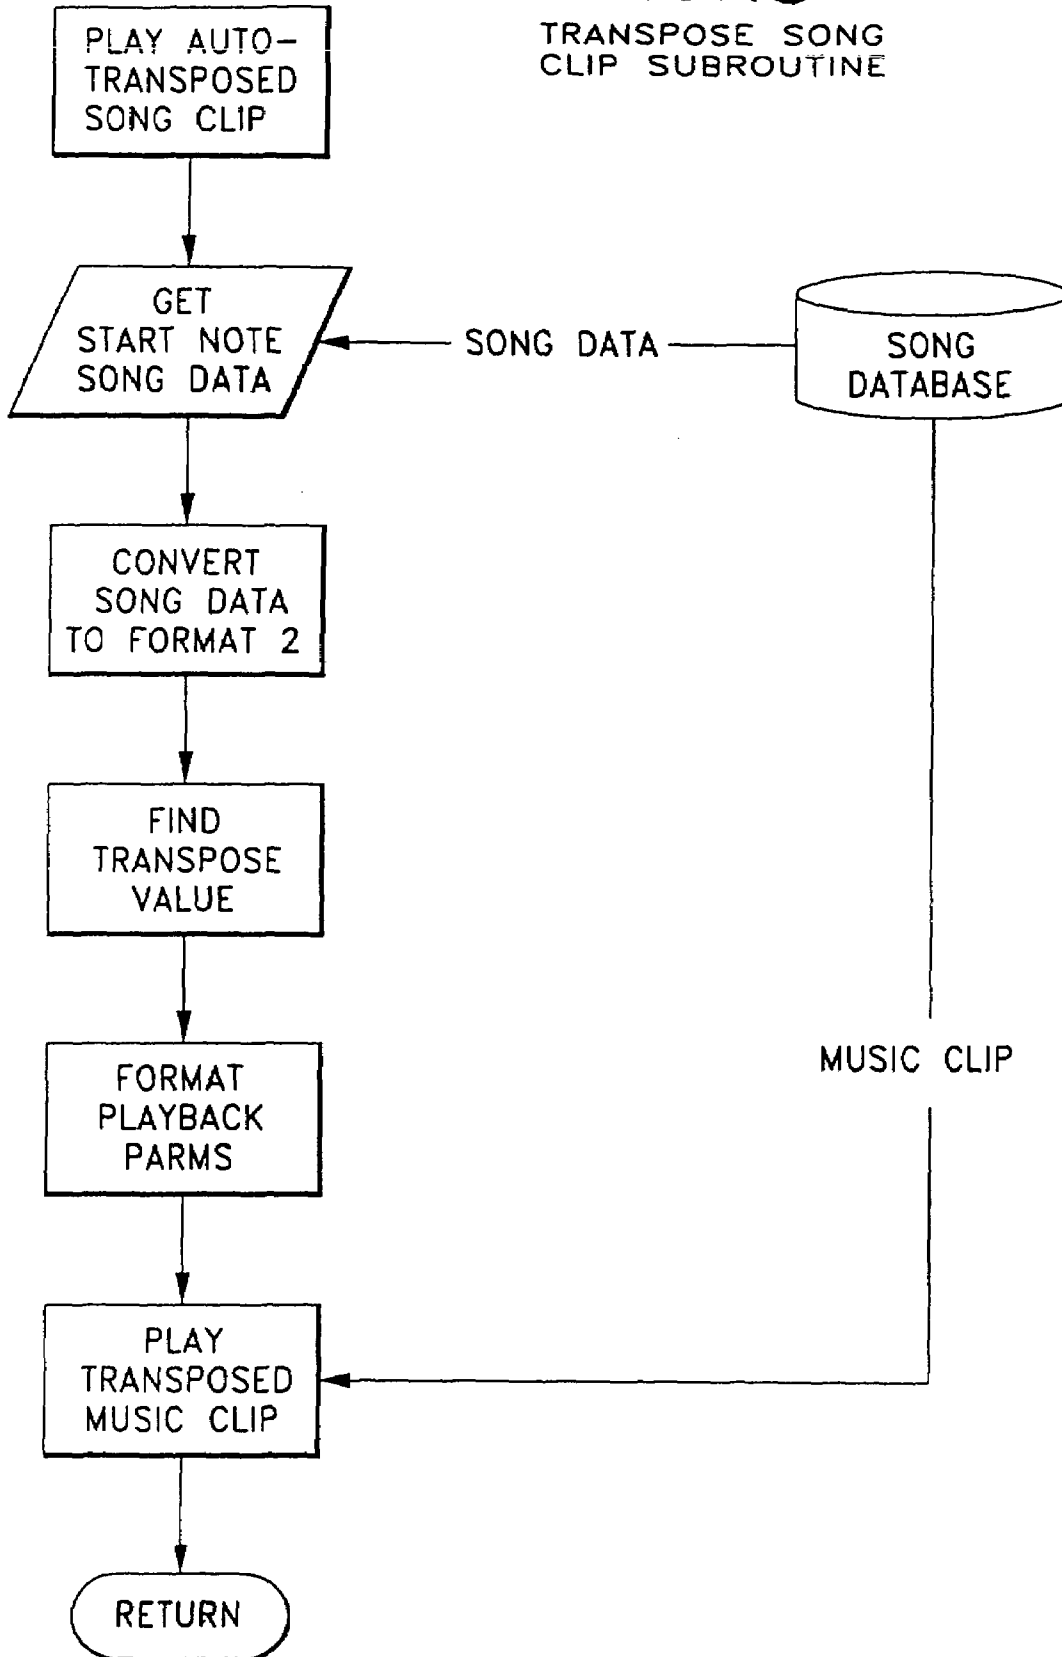 TRANSPOSE SONG
CLIP SUBROUTINE
PLAY AUTO-
TRANSPOSED
SONG CLIP
GET
START NOTE
SONG DATA
SONG DATA
SONG
DATABASE
CONVERT
SONG DATA
TO FORMAT 2
FIND
TRANSPOSE
VALUE
FORMAT
PLAYBACK
PARMS
MUSIC CLIP
PLAY
TRANSPOSED
MUSIC CLIP
RETURN